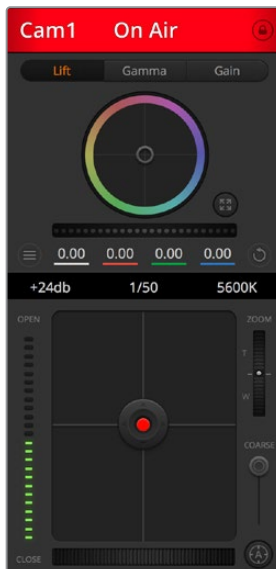 Cam1 On Air
Lift Gamma Gain
0.00 0.00 0.00 0.00
+24db 1/50 5600K
OPEN ZOOM
T
W
COARSE
CLOSE A